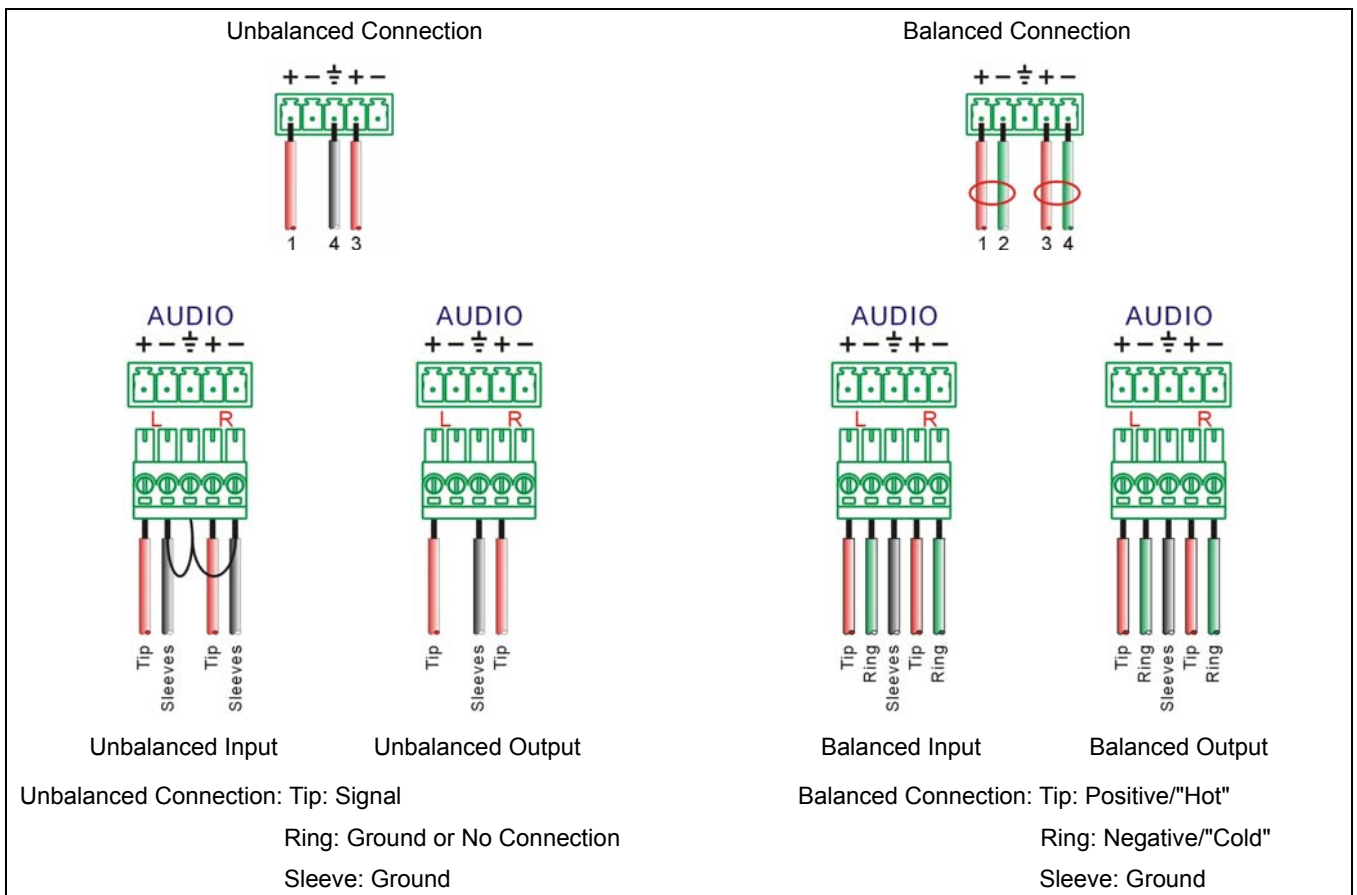 Unbalanced Connection
Balanced Connection
+ − ⏚ + −
+ − ⏚ + −
1 4 3
1 2 3 4
AUDIO
+ − ⏚ + −
L R
Tip
Sleeves
Tip
Sleeves
AUDIO
+ − ⏚ + −
L R
Tip
Sleeves
Tip
AUDIO
+ − ⏚ + −
L R
Tip
Ring
Sleeves
Tip
Ring
AUDIO
+ − ⏚ + −
L R
Tip
Ring
Sleeves
Tip
Ring
Unbalanced Input
Unbalanced Output
Balanced Input
Balanced Output
Unbalanced Connection: Tip: Signal
Ring: Ground or No Connection
Sleeve: Ground
Balanced Connection: Tip: Positive/"Hot"
Ring: Negative/"Cold"
Sleeve: Ground